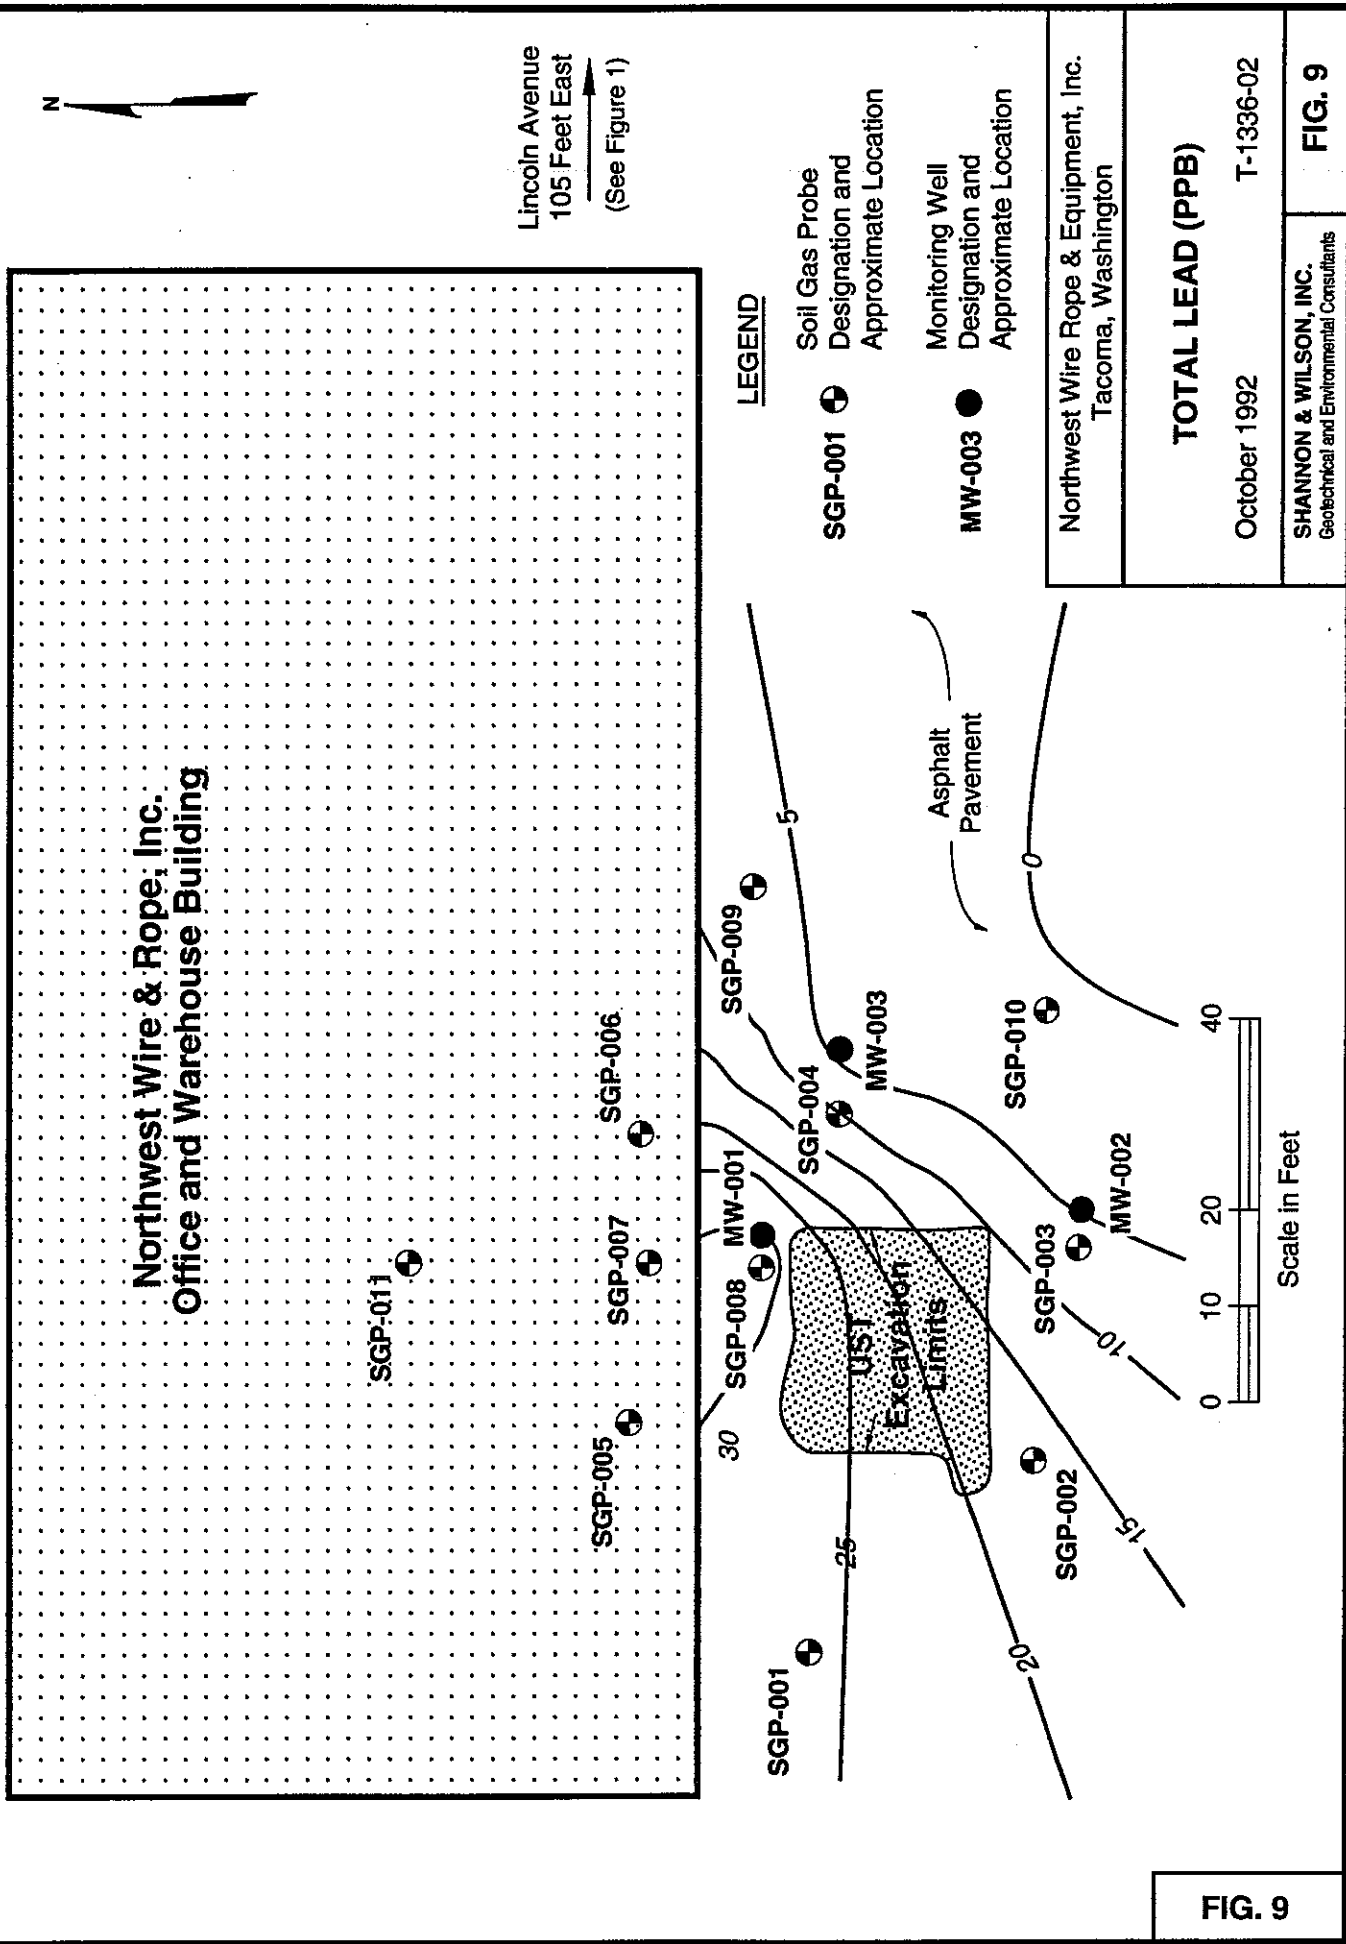 N
Lincoln Avenue
105 Feet East
(See Figure 1)
Northwest Wire & Rope, Inc.
Office and Warehouse Building
SGP-011
SGP-005
SGP-007
SGP-006
30
SGP-008
MW-001
SGP-009
SGP-001
25
UST
Excavation
Limits
SGP-004
MW-003
5
20
SGP-002
15
SGP-003
10
MW-002
SGP-010
0
Asphalt
Pavement
0
10
20
40
Scale in Feet
LEGEND
SGP-001
Soil Gas Probe
Designation and
Approximate Location
MW-003
Monitoring Well
Designation and
Approximate Location
Northwest Wire Rope & Equipment, Inc.
Tacoma, Washington
TOTAL LEAD (PPB)
October 1992
T-1336-02
SHANNON & WILSON, INC.
Geotechnical and Environmental Consultants
FIG. 9
FIG. 9